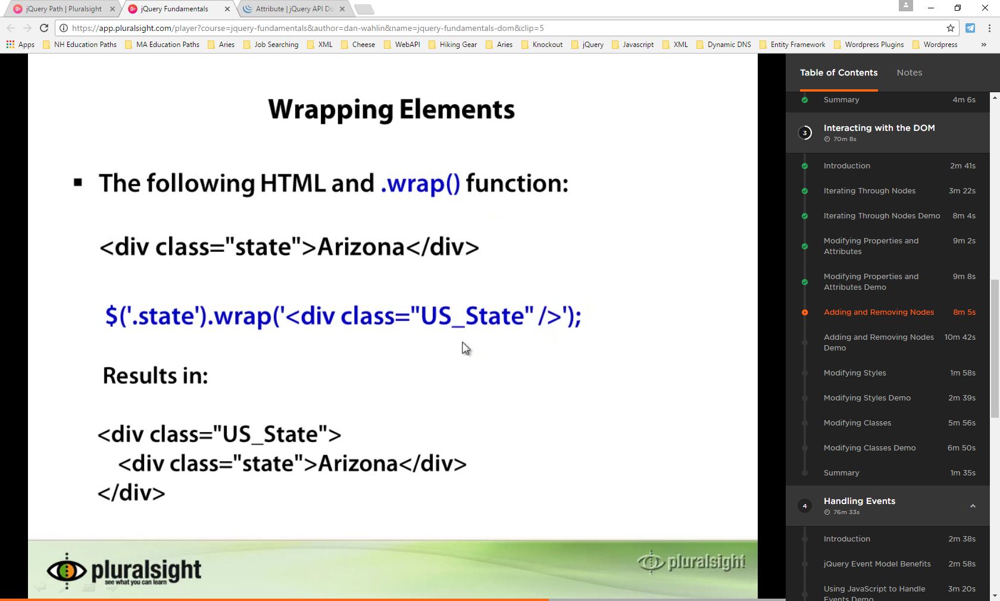 jQuery Path | Pluralsight
jQuery Fundamentals
Attribute | jQuery API Do
https://app.pluralsight.com/player?course=jquery-fundamentals&author=dan-wahlin&name=jquery-fundamentals-dom&clip=5
Apps NH Education Paths MA Education Paths Aries Job Searching XML Cheese WebAPI Hiking Gear Aries Knockout jQuery Javascript XML Dynamic DNS Entity Framework Wordpress Plugins Wordpress »
Wrapping Elements
▪ The following HTML and .wrap() function:
<div class="state">Arizona</div>
$('.state').wrap('<div class="US_State" />');
Results in:
<div class="US_State">
<div class="state">Arizona</div>
</div>
pluralsight
see what you can learn
pluralsight
Table of Contents Notes
Summary 4m 6s
3 Interacting with the DOM
70m 8s
Introduction 2m 41s
Iterating Through Nodes 3m 22s
Iterating Through Nodes Demo 8m 4s
Modifying Properties and 9m 2s
Attributes
Modifying Properties and 9m 8s
Attributes Demo
Adding and Removing Nodes 8m 5s
Adding and Removing Nodes 10m 42s
Demo
Modifying Styles 1m 58s
Modifying Styles Demo 2m 39s
Modifying Classes 5m 56s
Modifying Classes Demo 6m 50s
Summary 1m 35s
4 Handling Events
76m 33s
Introduction 2m 38s
jQuery Event Model Benefits 2m 58s
Using JavaScript to Handle 3m 20s
Events Demo